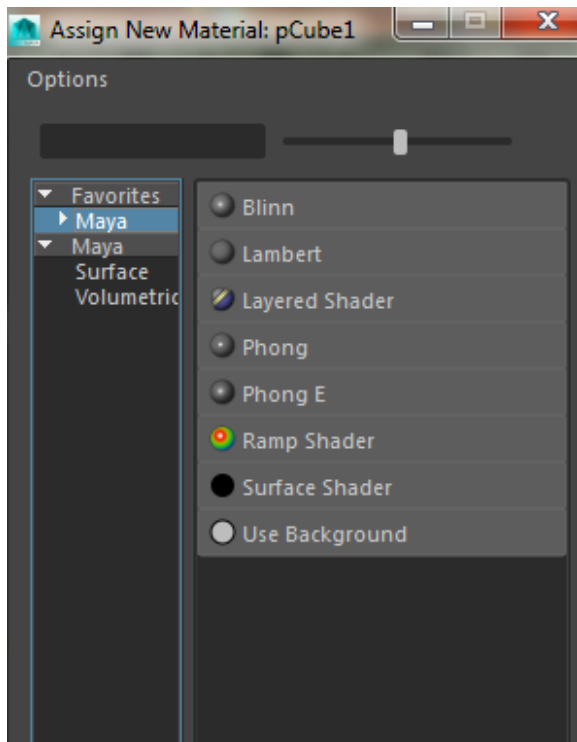 Assign New Material: pCube1
Options
Favorites
Maya
Maya
Surface
Volumetric
Blinn
Lambert
Layered Shader
Phong
Phong E
Ramp Shader
Surface Shader
Use Background